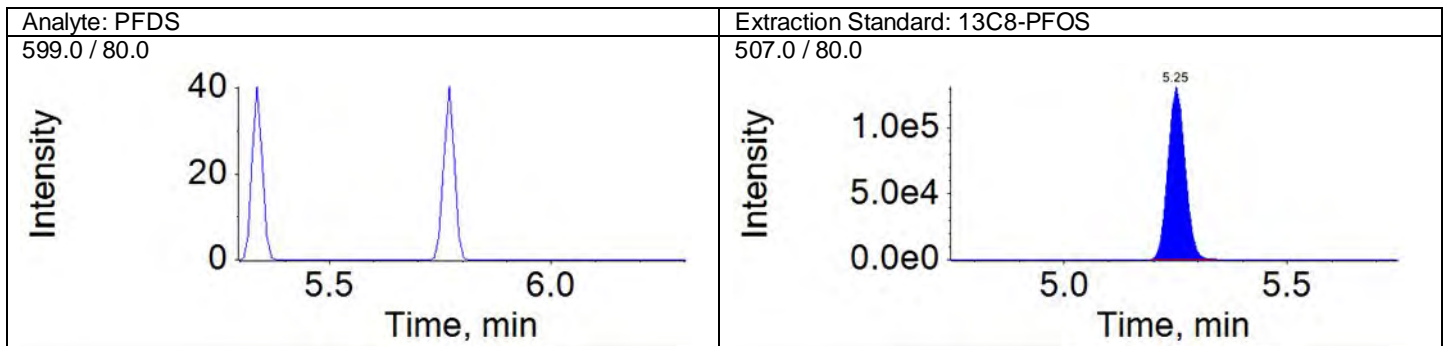 Analyte: PFDS
599.0 / 80.0
40
20
0
Intensity
5.5 6.0
Time, min
Extraction Standard: 13C8-PFOS
507.0 / 80.0
5.25
1.0e5
5.0e4
0.0e0
Intensity
5.0 5.5
Time, min